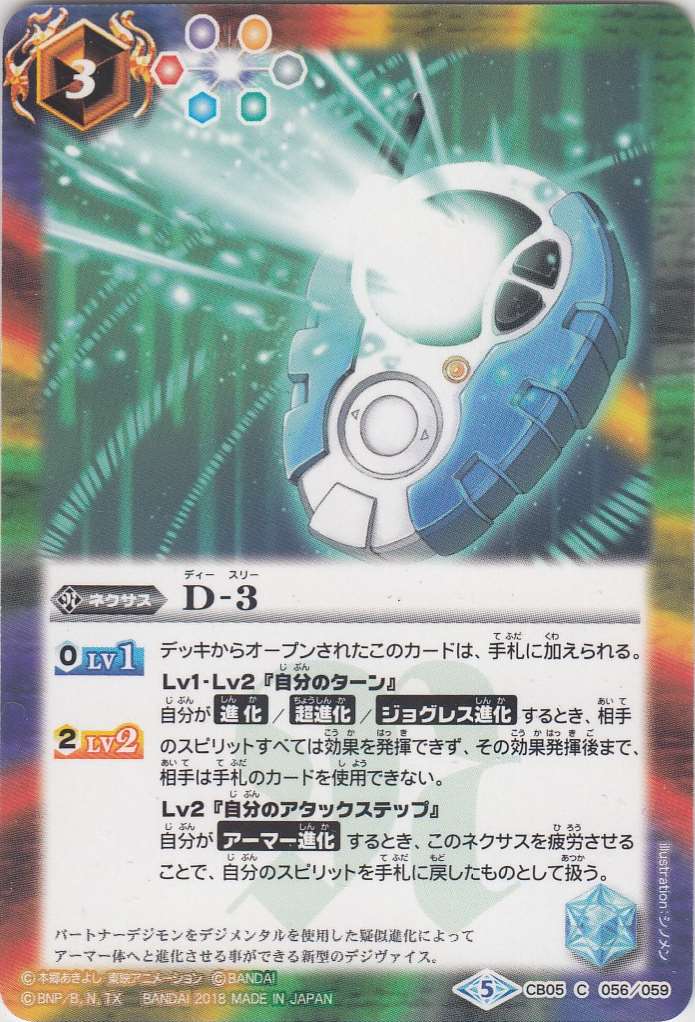 3
ネクサス
ディー スリー
D-3
0 LV1
デッキからオープンされたこのカードは、手札に加えられる。
Lv1・Lv2『自分のターン』
自分が 進化 / 超進化 / ジョグレス進化 するとき、相手
2 LV2
のスピリットすべては効果を発揮できず、その効果発揮後まで、
相手は手札のカードを使用できない。
Lv2『自分のアタックステップ』
自分が アーマー進化 するとき、このネクサスを疲労させる
ことで、自分のスピリットを手札に戻したものとして扱う。
illustration:シノメン
パートナーデジモンをデジメンタルを使用した疑似進化によって
アーマー体へと進化させる事ができる新型のデジヴァイス。
©本郷あきよし・東映アニメーション ©BANDAI
©BNP/B, N, TX BANDAI 2018 MADE IN JAPAN
5 CB05 C 056/059